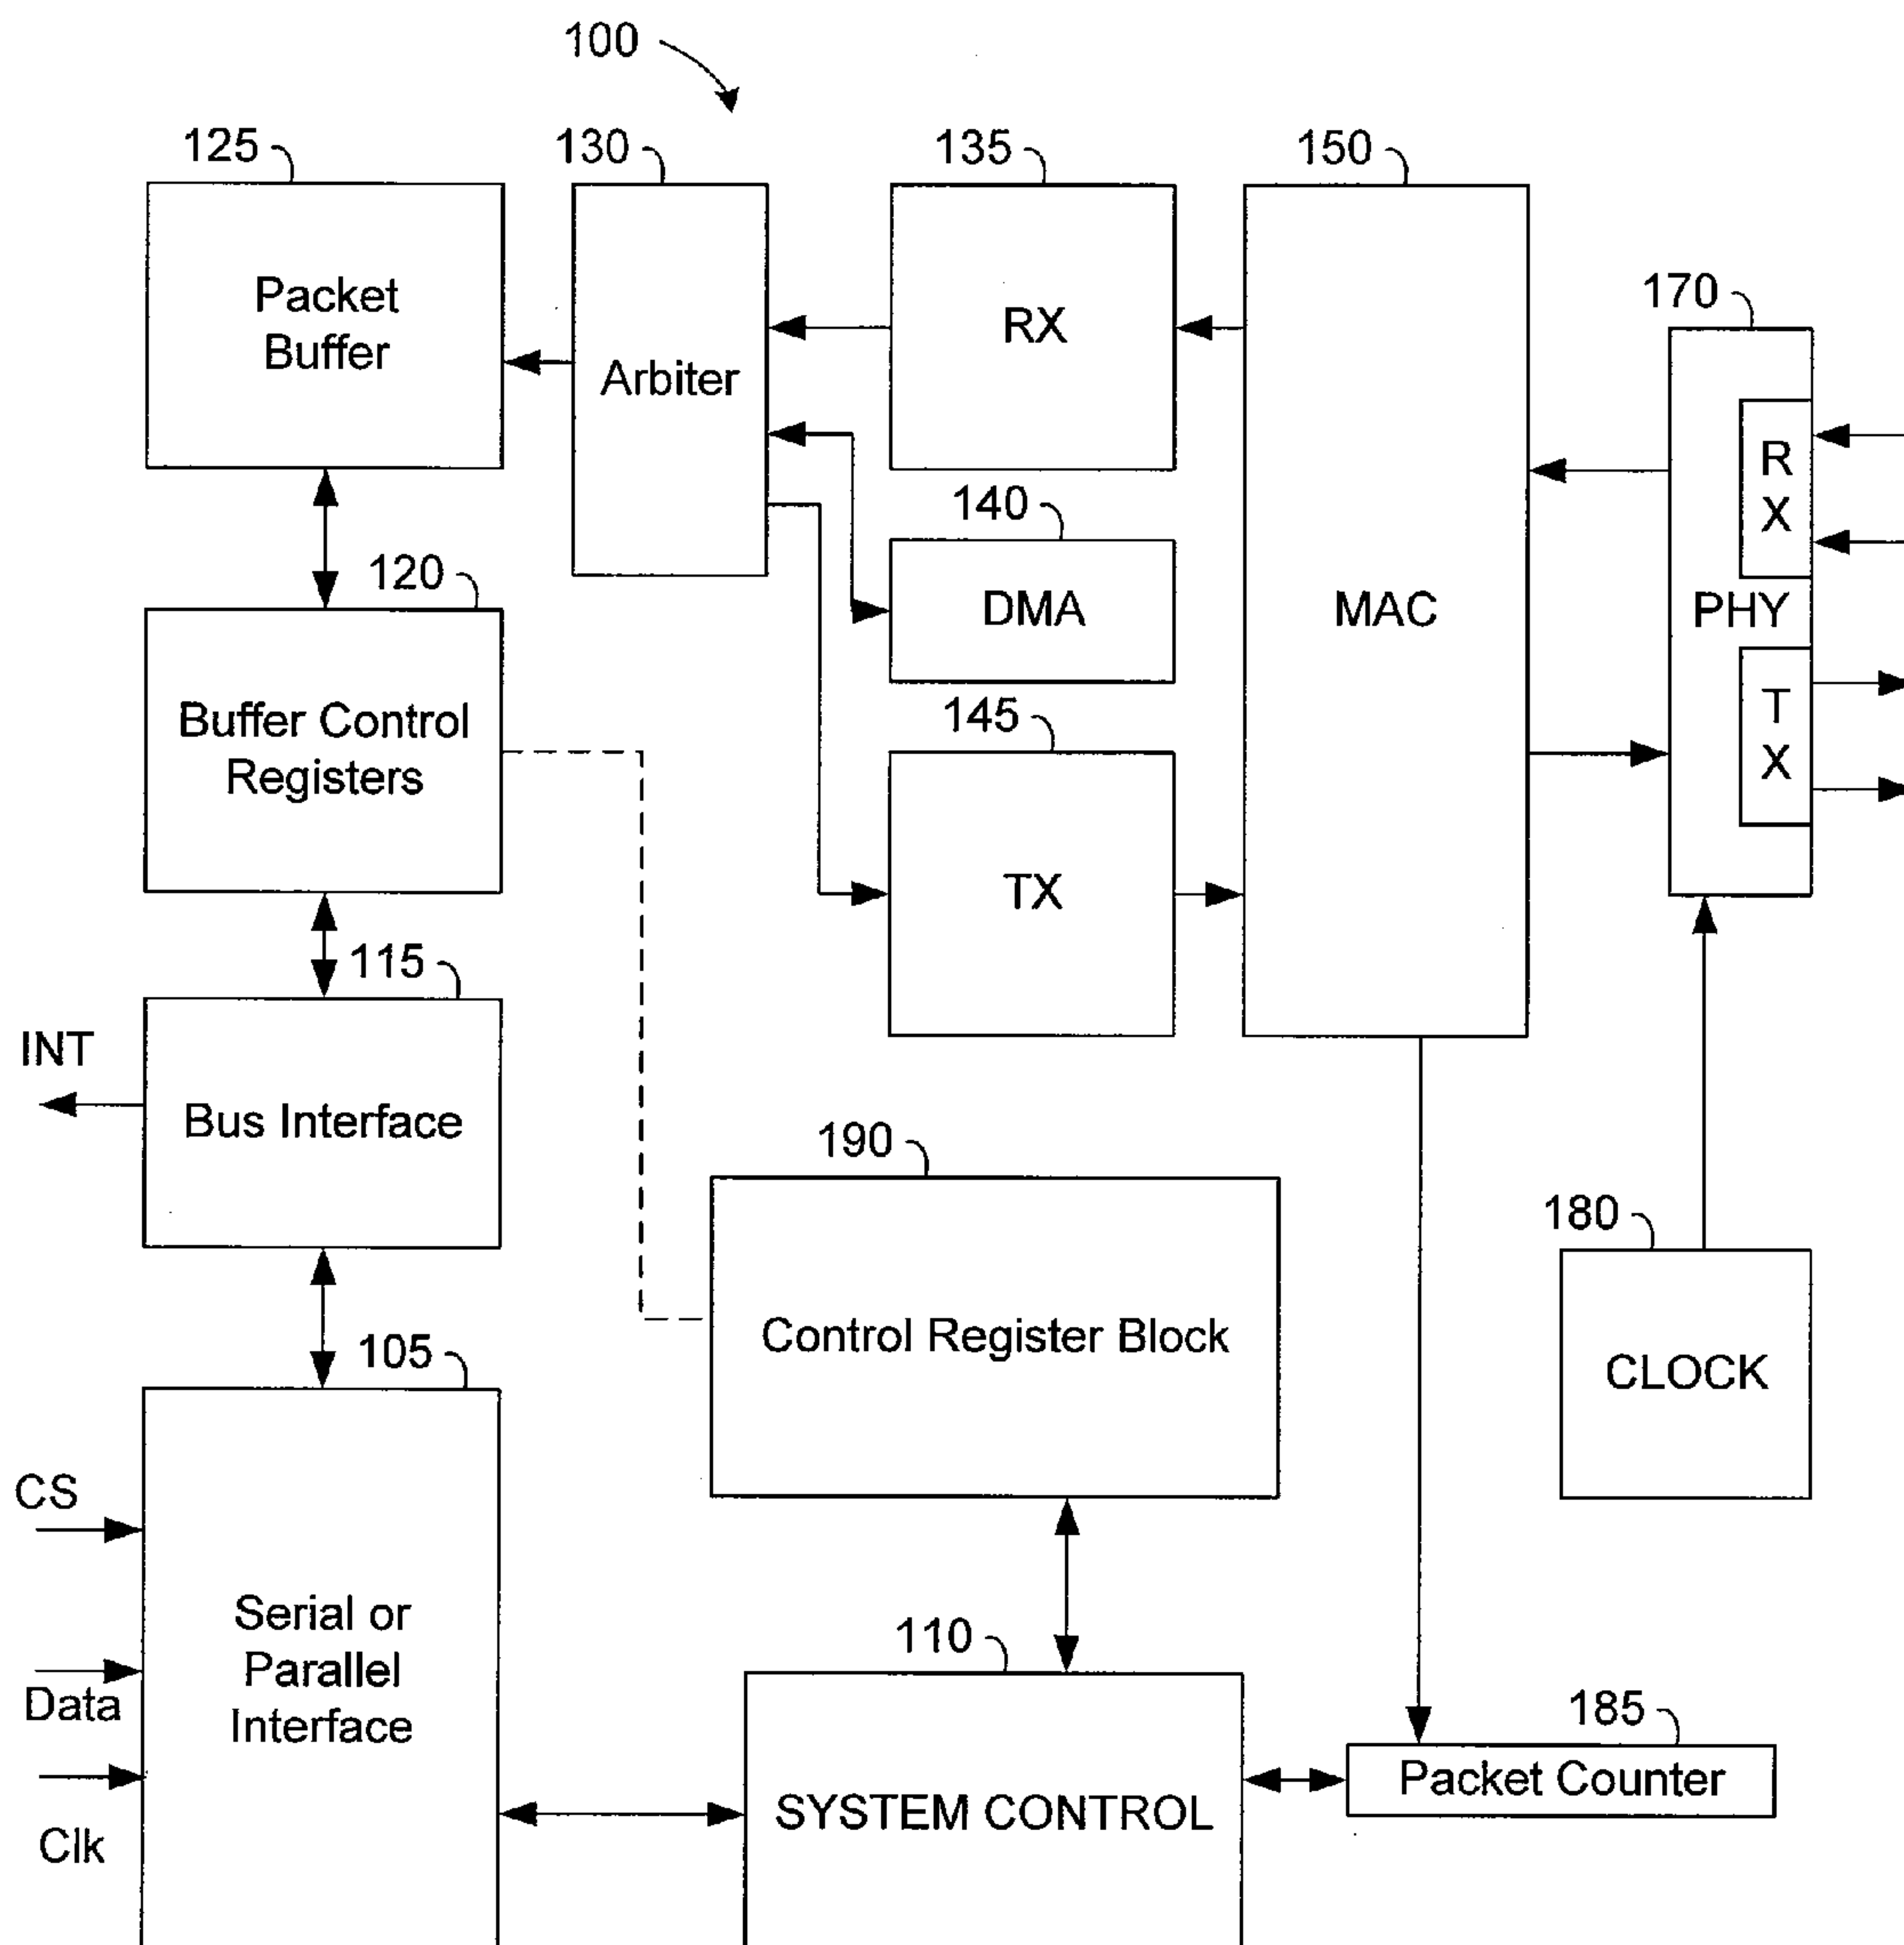 100
125
130
135
150
Packet
Buffer
Arbiter
RX
170
R
X
140
DMA
MAC
PHY
120
Buffer Control
Registers
145
TX
T
X
115
INT
Bus Interface
190
Control Register Block
180
CLOCK
105
CS
Data
Clk
Serial or
Parallel
Interface
110
SYSTEM CONTROL
185
Packet Counter